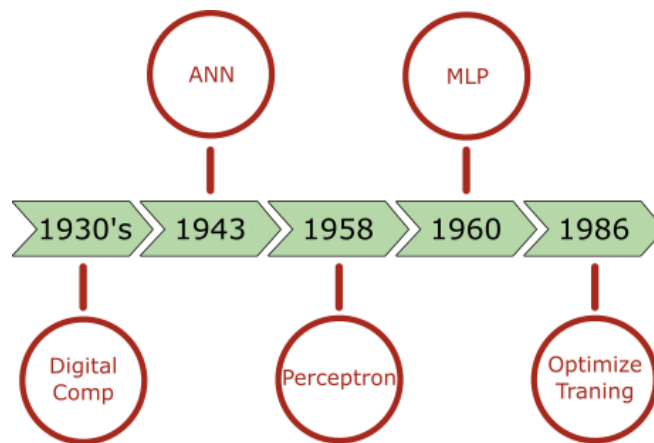 ANN
MLP
1930's 1943 1958 1960 1986
Digital
Comp
Perceptron
Optimize
Traning